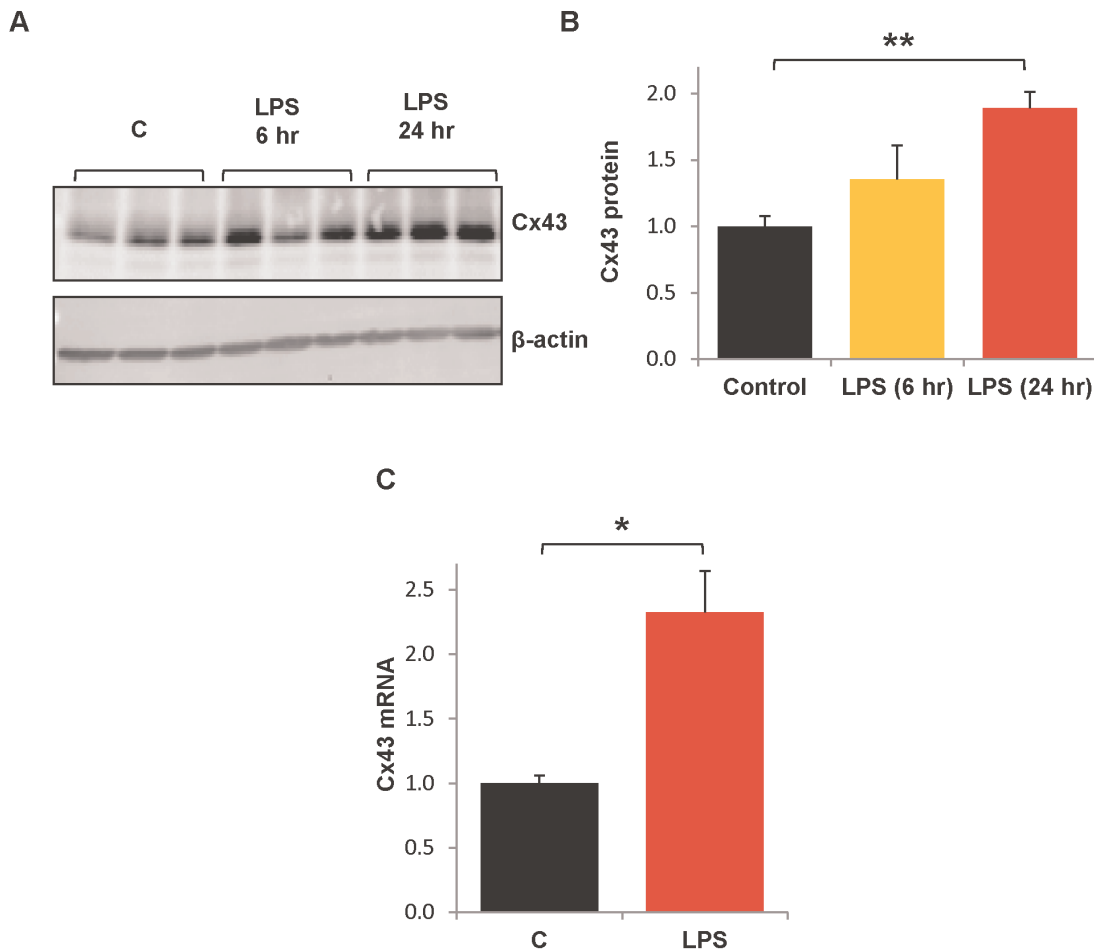 A
C
LPS
6 hr
LPS
24 hr
Cx43
β-actin
B
**
Cx43 protein
2.0
1.5
1.0
0.5
0.0
Control
LPS (6 hr)
LPS (24 hr)
C
*
Cx43 mRNA
2.5
2.0
1.5
1.0
0.5
0.0
C
LPS